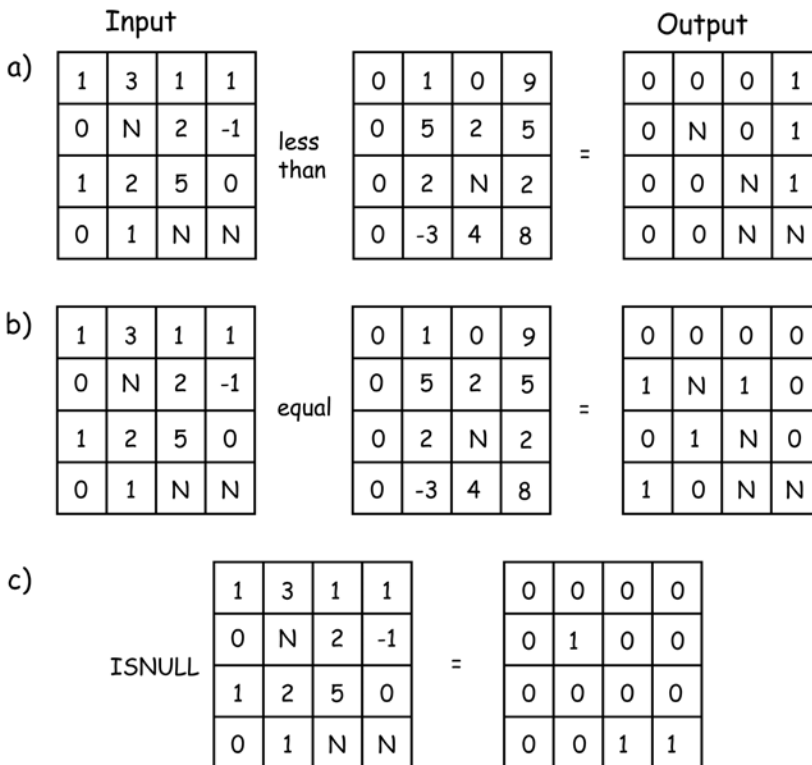 Input Output
a)
1 3 1 1 0 1 0 9 0 0 0 1
0 N 2 -1 0 5 2 5 0 N 0 1
less than =
1 2 5 0 0 2 N 2 0 0 N 1
0 1 N N 0 -3 4 8 0 0 N N
b)
1 3 1 1 0 1 0 9 0 0 0 0
0 N 2 -1 0 5 2 5 1 N 1 0
equal =
1 2 5 0 0 2 N 2 0 1 N 0
0 1 N N 0 -3 4 8 1 0 N N
c)
1 3 1 1 0 0 0 0
0 N 2 -1 0 1 0 0
ISNULL =
1 2 5 0 0 0 0 0
0 1 N N 0 0 1 1